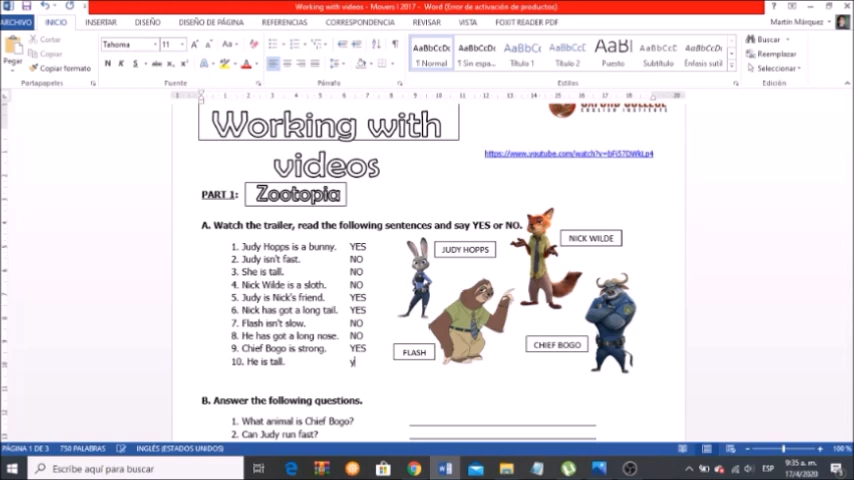 Working with videos - Movers I 2017 - Word (Error de activación de productos)
ARCHIVO INICIO INSERTAR DISEÑO DISEÑO DE PÁGINA REFERENCIAS CORRESPONDENCIA REVISAR VISTA FOXIT READER PDF Martín Márquez
Pegar
Cortar
Copiar
Copiar formato
Portapapeles
Tahoma 11
Fuente
Párrafo
AaBbCcDc AaBbCcDc AaBbC AaBbCcC AaBl AaBbCcC AaBbCcDc
1 Normal 1 Sin espa... Título 1 Título 2 Puesto Subtítulo Énfasis sutil
Estilos
Buscar
Reemplazar
Seleccionar
Edición
OXFORD COLLEGE
ENGLISH INSTITUTE
Working with
videos
PART 1: Zootopia
A. Watch the trailer, read the following sentences and say YES or NO.
1. Judy Hopps is a bunny. YES
2. Judy isn't fast. NO
3. She is tall. NO
4. Nick Wilde is a sloth. NO
5. Judy is Nick's friend. YES
6. Nick has got a long tail. YES
7. Flash isn't slow. NO
8. He has got a long nose. NO
9. Chief Bogo is strong. YES
10. He is tall. y
JUDY HOPPS
NICK WILDE
FLASH
CHIEF BOGO
B. Answer the following questions.
1. What animal is Chief Bogo?
2. Can Judy run fast?
PÁGINA 1 DE 3 750 PALABRAS INGLÉS (ESTADOS UNIDOS) 100 %
Escribe aquí para buscar
ESP
9:35 a. m.
17/4/2020